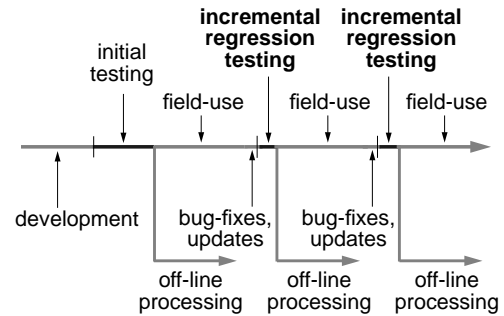 incremental
regression
testing
incremental
regression
testing
initial
testing
field-use
field-use
field-use
development
bug-fixes,
updates
bug-fixes,
updates
off-line
processing
off-line
processing
off-line
processing